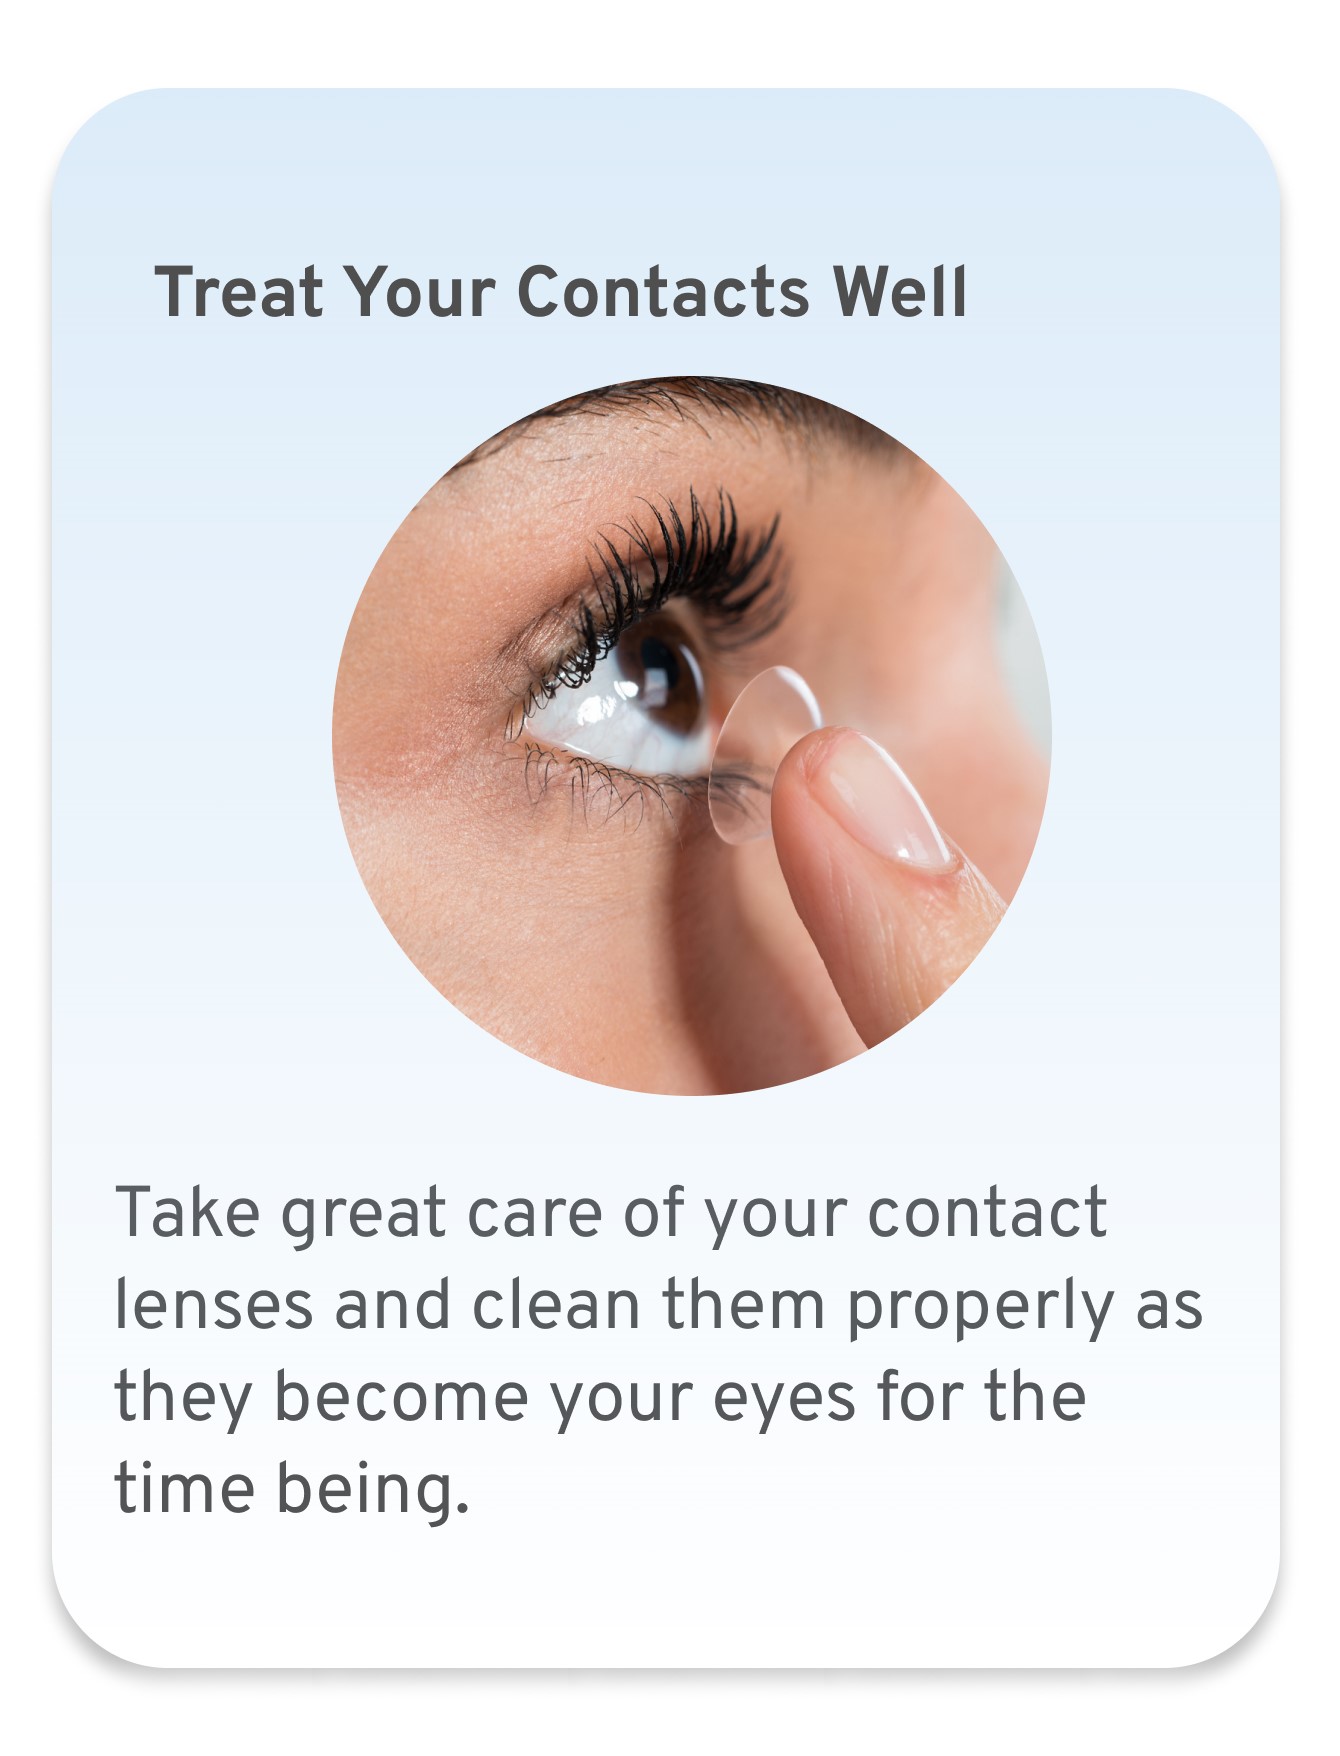 Treat Your Contacts Well
Take great care of your contact
lenses and clean them properly as
they become your eyes for the
time being.